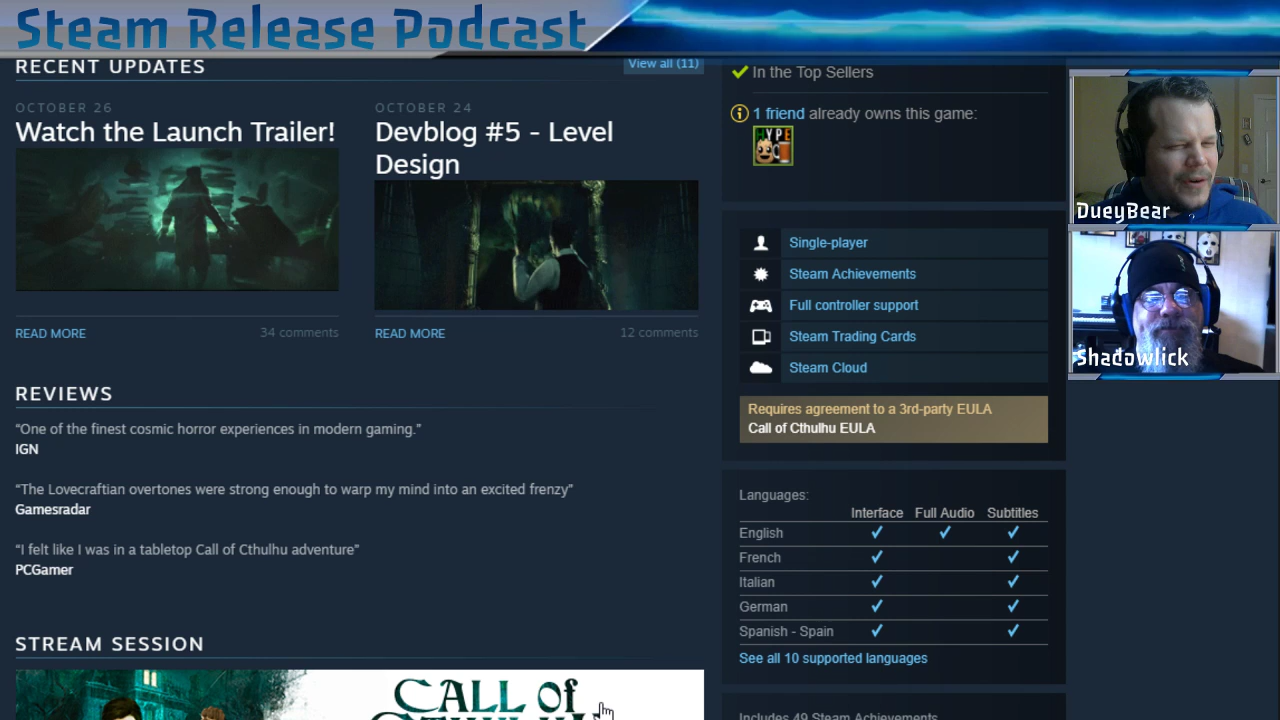 Steam Release Podcast
RECENT UPDATES
View all (11)
OCTOBER 26
Watch the Launch Trailer!
READ MORE
34 comments
OCTOBER 24
Devblog #5 - Level
Design
READ MORE
12 comments
REVIEWS
“One of the finest cosmic horror experiences in modern gaming.”
IGN
“The Lovecraftian overtones were strong enough to warp my mind into an excited frenzy”
Gamesradar
“I felt like I was in a tabletop Call of Cthulhu adventure”
PCGamer
STREAM SESSION
CALL OF
CTHULHU
In the Top Sellers
1 friend already owns this game:
HYPE
Single-player
Steam Achievements
Full controller support
Steam Trading Cards
Steam Cloud
Requires agreement to a 3rd-party EULA
Call of Cthulhu EULA
Languages:
Interface Full Audio Subtitles
English ✓ ✓ ✓
French ✓ ✓
Italian ✓ ✓
German ✓ ✓
Spanish - Spain ✓ ✓
See all 10 supported languages
Includes 49 Steam Achievements
DueyBear
Shadowlick